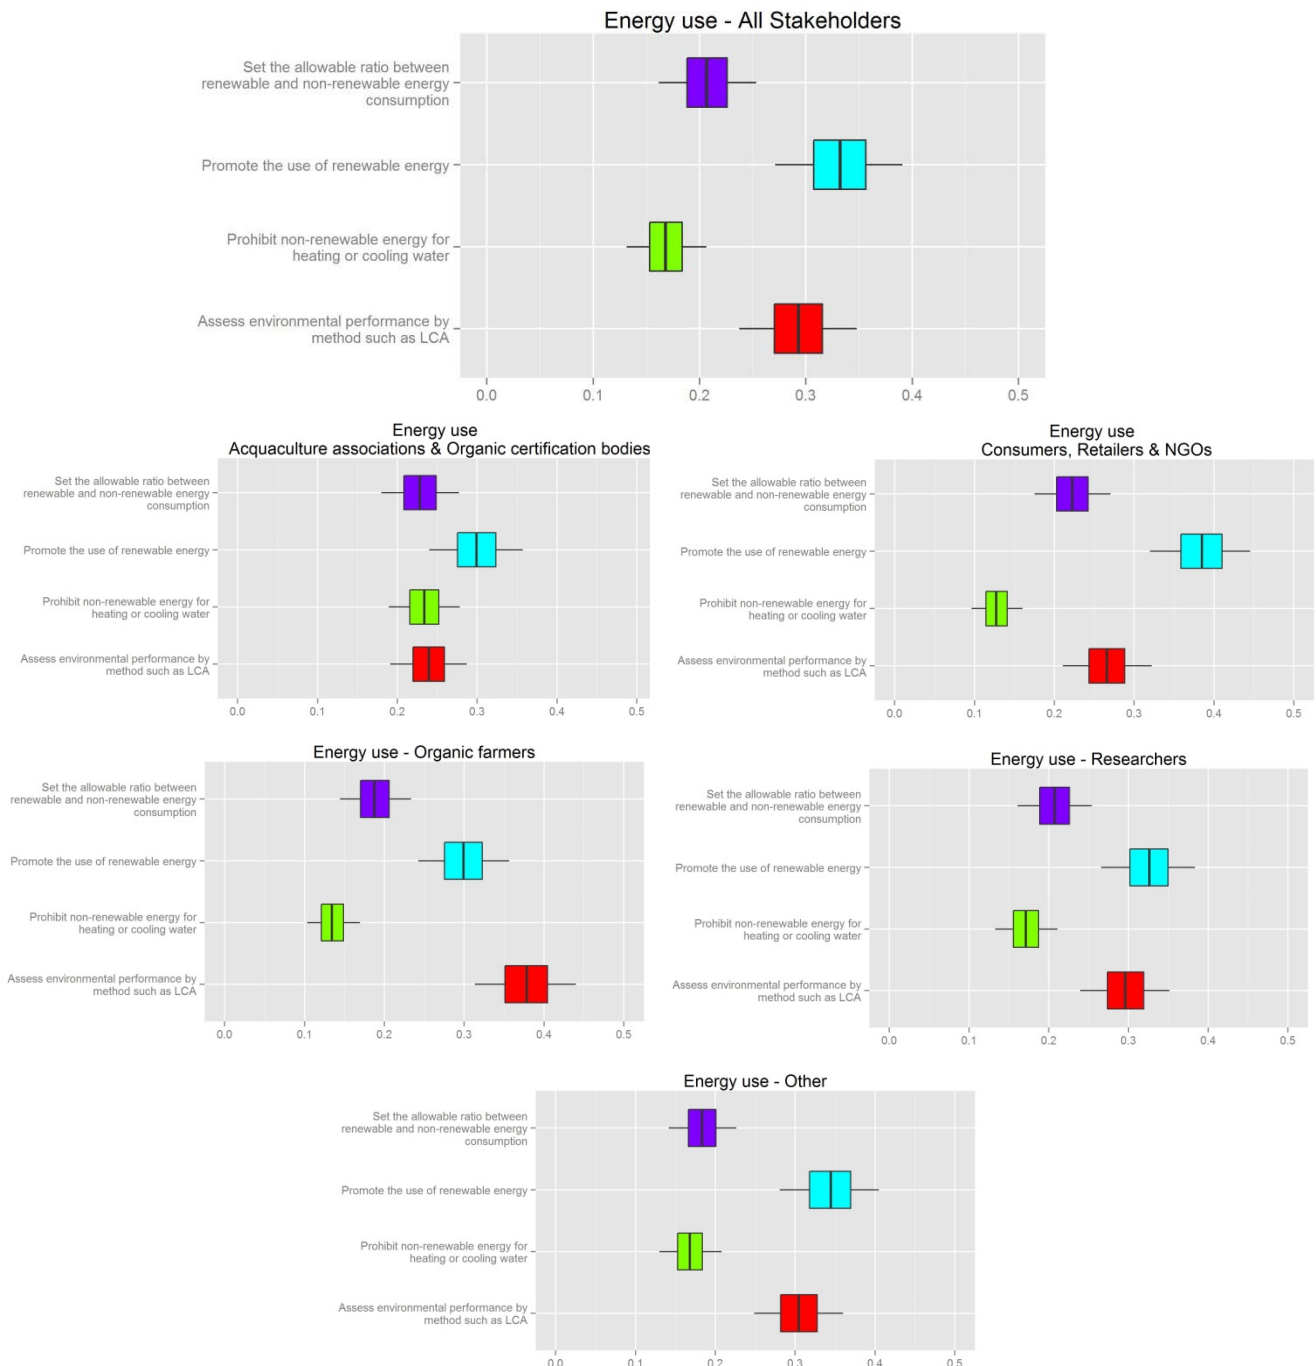 Energy use - All Stakeholders
Set the allowable ratio between
renewable and non-renewable energy
consumption
Promote the use of renewable energy
Prohibit non-renewable energy for
heating or cooling water
Assess environmental performance by
method such as LCA
0.0 0.1 0.2 0.3 0.4 0.5
Energy use
Acquaculture associations & Organic certification bodies
Set the allowable ratio between
renewable and non-renewable energy
consumption
Promote the use of renewable energy
Prohibit non-renewable energy for
heating or cooling water
Assess environmental performance by
method such as LCA
0.0 0.1 0.2 0.3 0.4 0.5
Energy use
Consumers, Retailers & NGOs
Set the allowable ratio between
renewable and non-renewable energy
consumption
Promote the use of renewable energy
Prohibit non-renewable energy for
heating or cooling water
Assess environmental performance by
method such as LCA
0.0 0.1 0.2 0.3 0.4 0.5
Energy use - Organic farmers
Set the allowable ratio between
renewable and non-renewable energy
consumption
Promote the use of renewable energy
Prohibit non-renewable energy for
heating or cooling water
Assess environmental performance by
method such as LCA
0.0 0.1 0.2 0.3 0.4 0.5
Energy use - Researchers
Set the allowable ratio between
renewable and non-renewable energy
consumption
Promote the use of renewable energy
Prohibit non-renewable energy for
heating or cooling water
Assess environmental performance by
method such as LCA
0.0 0.1 0.2 0.3 0.4 0.5
Energy use - Other
Set the allowable ratio between
renewable and non-renewable energy
consumption
Promote the use of renewable energy
Prohibit non-renewable energy for
heating or cooling water
Assess environmental performance by
method such as LCA
0.0 0.1 0.2 0.3 0.4 0.5